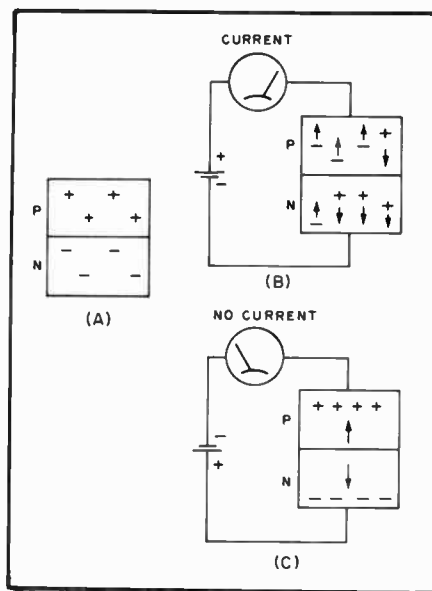 CURRENT
+
-
P
- - - +
N
- + + +
(B)
P
+ + + +
N
- - - -
(A)
NO CURRENT
-
+
P
+ + + +
N
- - - -
(C)